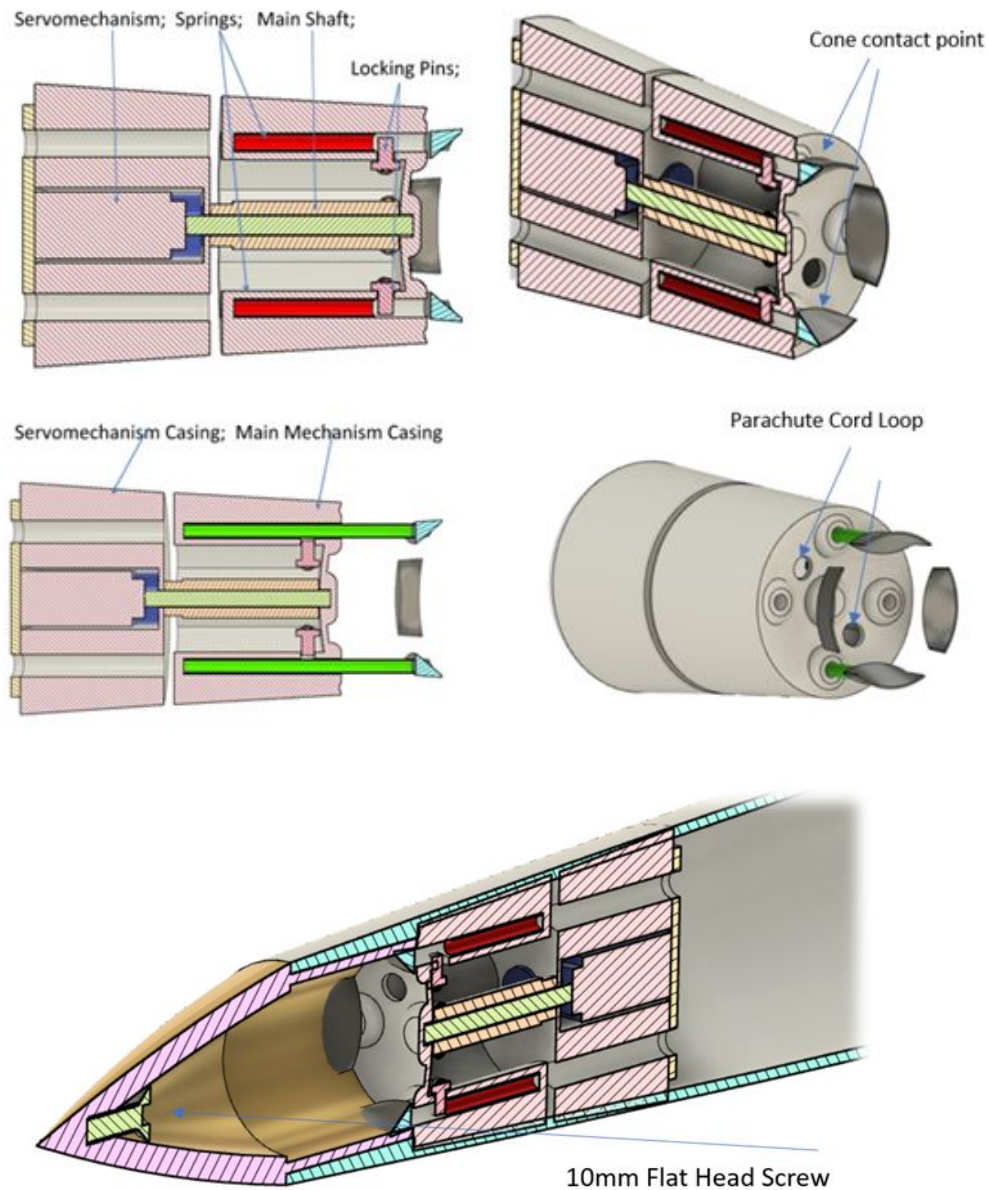 Servomechanism; Springs; Main Shaft;
Locking Pins;
Cone contact point
Servomechanism Casing; Main Mechanism Casing
Parachute Cord Loop
10mm Flat Head Screw